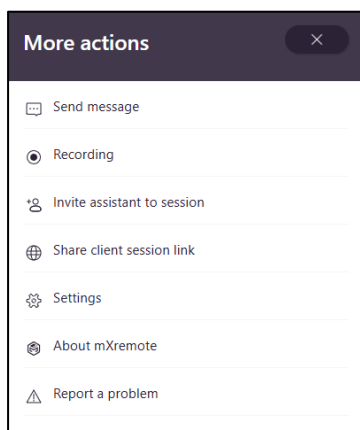 More actions
Send message
Recording
Invite assistant to session
Share client session link
Settings
About mXremote
Report a problem